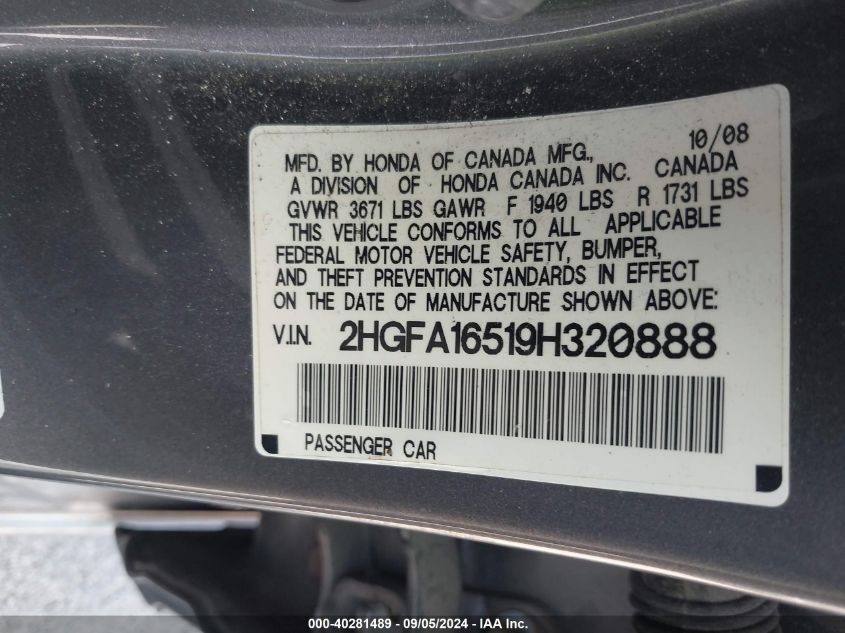 10/08
MFD. BY HONDA OF CANADA MFG.,
A DIVISION OF HONDA CANADA INC. CANADA
GVWR 3671 LBS GAWR F 1940 LBS R 1731 LBS
THIS VEHICLE CONFORMS TO ALL APPLICABLE
FEDERAL MOTOR VEHICLE SAFETY, BUMPER,
AND THEFT PREVENTION STANDARDS IN EFFECT
ON THE DATE OF MANUFACTURE SHOWN ABOVE:
V.I.N. 2HGFA16519H320888
PASSENGER CAR
000-40281489 - 09/05/2024 - IAAI.com